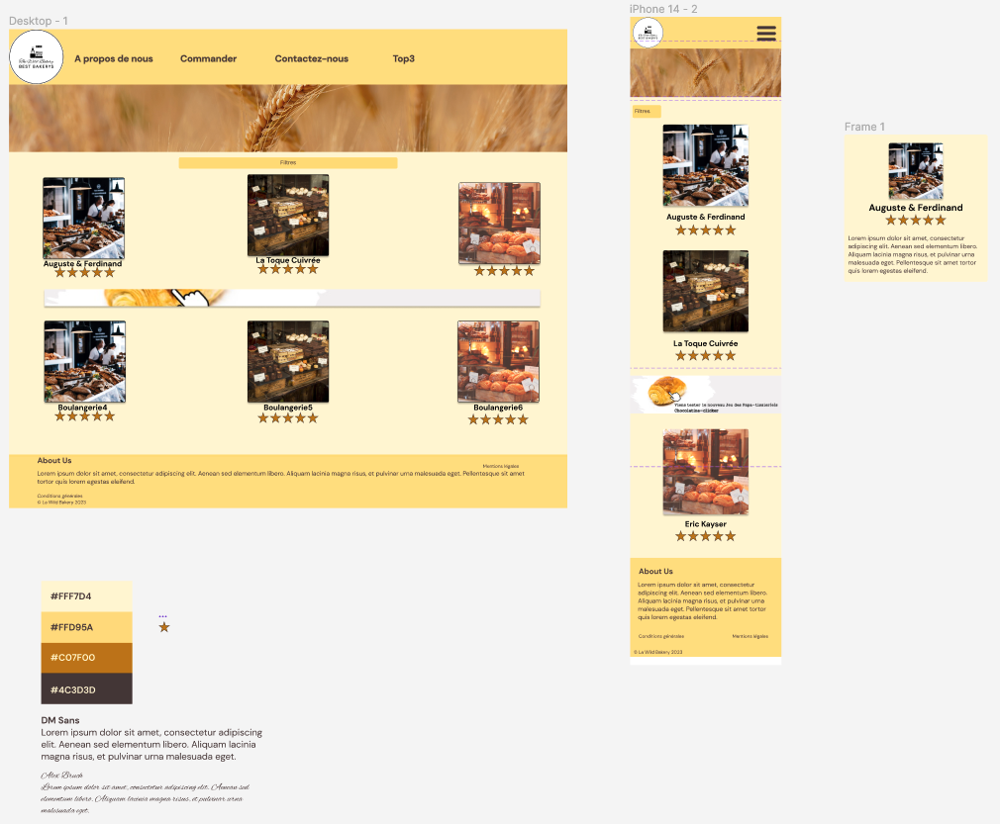 Desktop - 1
BEST BAKERYS
A propos de nous
Commander
Contactez-nous
Top3
Filtres
Auguste & Ferdinand
La Toque Cuivrée
Boulangerie4
Boulangerie5
Boulangerie6
About Us
Mentions légales
Lorem ipsum dolor sit amet, consectetur adipiscing elit. Aenean sed elementum libero. Aliquam lacinia magna risus, et pulvinar urna malesuada eget. Pellentesque sit amet
tortor quis lorem egestas eleifend.
Conditions générales
© Le Wild Bakery 2023
iPhone 14 - 2
Filtres
Auguste & Ferdinand
La Toque Cuivrée
Viens tester le nouveau jeu des Papa-timisériels
Chocolatine-clicker
Eric Kayser
About Us
Lorem ipsum dolor sit amet, consectetur
adipiscing elit. Aenean sed elementum libero.
Aliquam lacinia magna risus, et pulvinar urna
malesuada eget. Pellentesque sit amet tortor
quis lorem egestas eleifend.
Conditions générales
Mentions légales
© Le Wild Bakery 2023
Frame 1
Auguste & Ferdinand
Lorem ipsum dolor sit amet, consectetur
adipiscing elit. Aenean sed elementum libero.
Aliquam lacinia magna risus, et pulvinar urna
malesuada eget. Pellentesque sit amet tortor
quis lorem egestas eleifend.
#FFF7D4
#FFD95A
#C07F00
#4C3D3D
DM Sans
Lorem ipsum dolor sit amet, consectetur adipiscing
elit. Aenean sed elementum libero. Aliquam lacinia
magna risus, et pulvinar urna malesuada eget.
Alex Brush
Lorem ipsum dolor sit amet, consectetur adipiscing elit. Aenean sed
elementum libero. Aliquam lacinia magna risus, et pulvinar urna
malesuada eget.